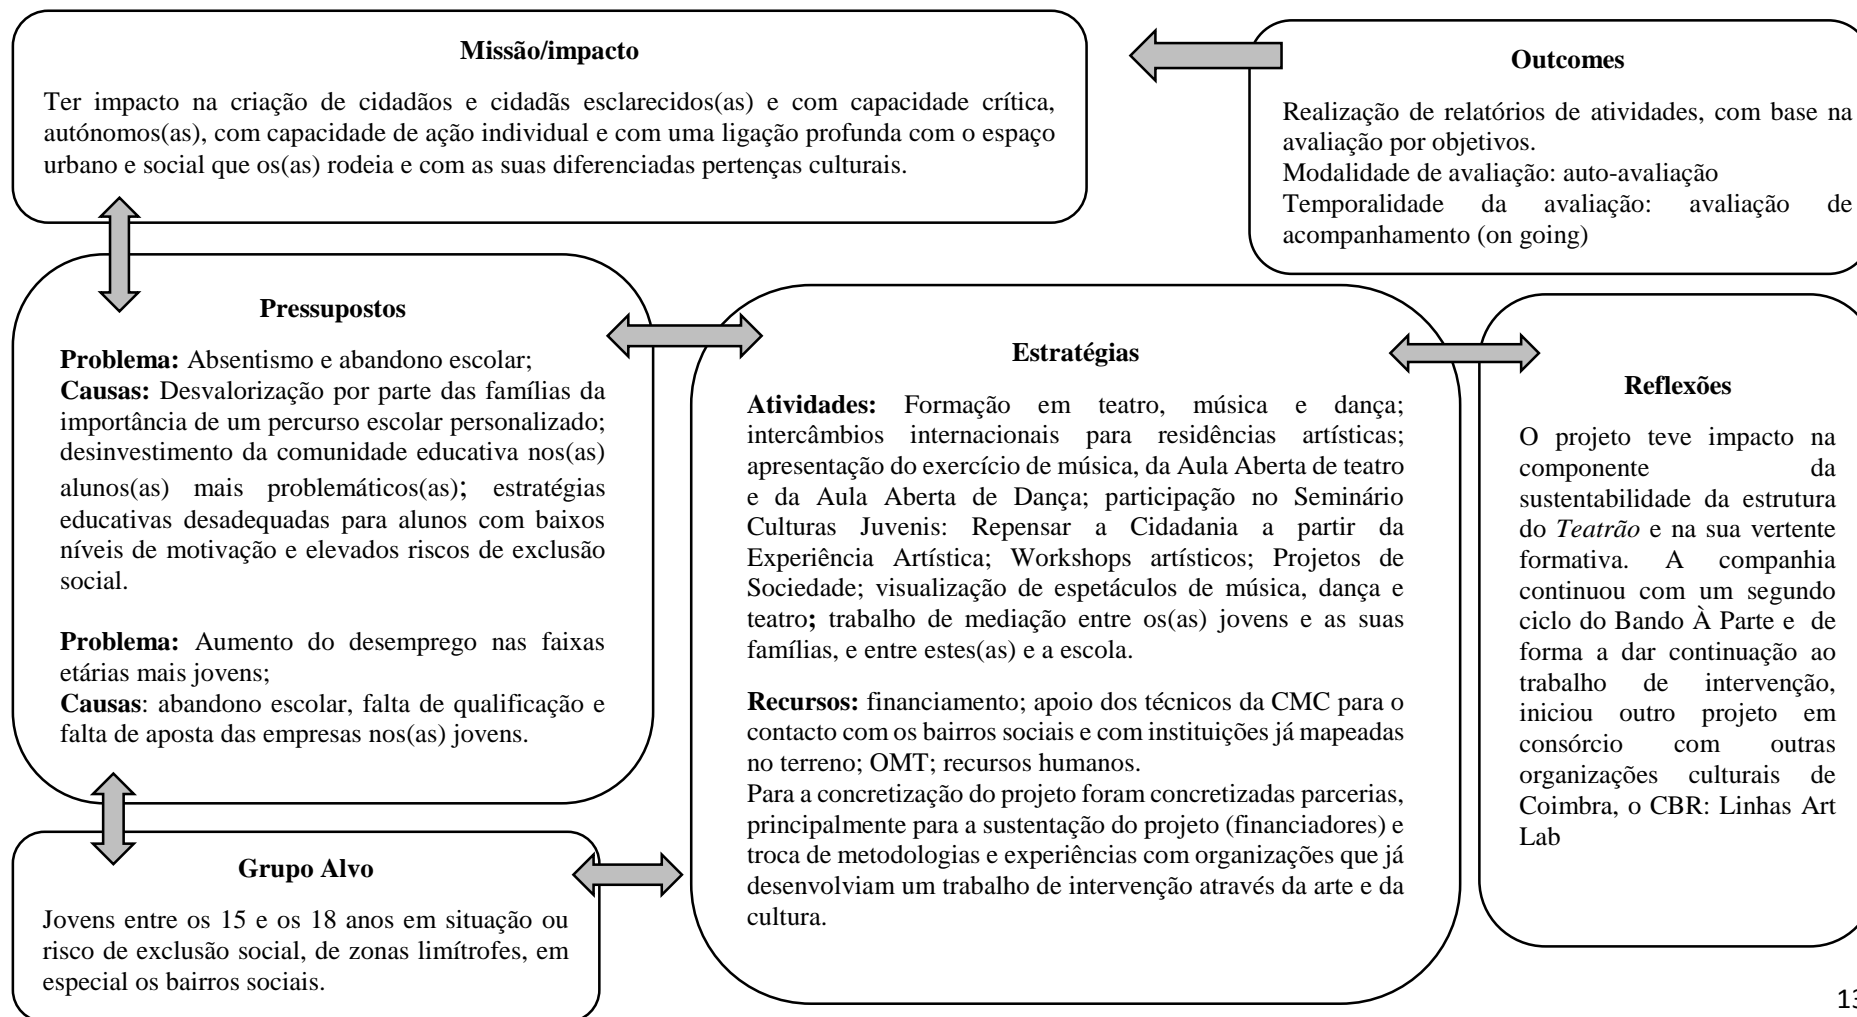 Missão/impacto
Ter impacto na criação de cidadãos e cidadãs esclarecidos(as) e com capacidade crítica,
autónomos(as), com capacidade de ação individual e com uma ligação profunda com o espaço
urbano e social que os(as) rodeia e com as suas diferenciadas pertenças culturais.
Outcomes
Realização de relatórios de atividades, com base na
avaliação por objetivos.
Modalidade de avaliação: auto-avaliação
Temporalidade da avaliação: avaliação de
acompanhamento (on going)
Pressupostos
Problema: Absentismo e abandono escolar;
Causas: Desvalorização por parte das famílias da
importância de um percurso escolar personalizado;
desinvestimento da comunidade educativa nos(as)
alunos(as) mais problemáticos(as); estratégias
educativas desadequadas para alunos com baixos
níveis de motivação e elevados riscos de exclusão
social.
Problema: Aumento do desemprego nas faixas
etárias mais jovens;
Causas: abandono escolar, falta de qualificação e
falta de aposta das empresas nos(as) jovens.
Estratégias
Atividades: Formação em teatro, música e dança;
intercâmbios internacionais para residências artísticas;
apresentação do exercício de música, da Aula Aberta de teatro
e da Aula Aberta de Dança; participação no Seminário
Culturas Juvenis: Repensar a Cidadania a partir da
Experiência Artística; Workshops artísticos; Projetos de
Sociedade; visualização de espetáculos de música, dança e
teatro; trabalho de mediação entre os(as) jovens e as suas
famílias, e entre estes(as) e a escola.
Recursos: financiamento; apoio dos técnicos da CMC para o
contacto com os bairros sociais e com instituições já mapeadas
no terreno; OMT; recursos humanos.
Para a concretização do projeto foram concretizadas parcerias,
principalmente para a sustentação do projeto (financiadores) e
troca de metodologias e experiências com organizações que já
desenvolviam um trabalho de intervenção através da arte e da
cultura.
Reflexões
O projeto teve impacto na
componente da
sustentabilidade da estrutura
do Teatrão e na sua vertente
formativa. A companhia
continuou com um segundo
ciclo do Bando À Parte e de
forma a dar continuação ao
trabalho de intervenção,
iniciou outro projeto em
consórcio com outras
organizações culturais de
Coimbra, o CBR: Linhas Art
Lab
Grupo Alvo
Jovens entre os 15 e os 18 anos em situação ou
risco de exclusão social, de zonas limítrofes, em
especial os bairros sociais.
13